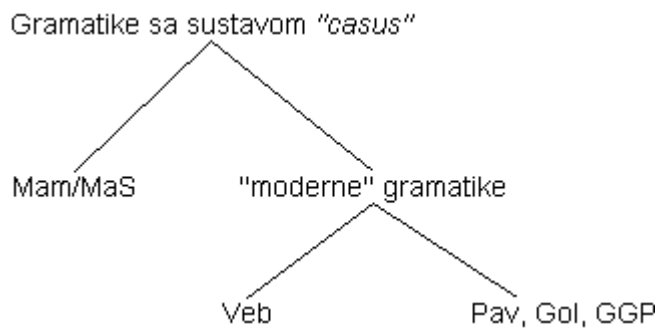 Gramatike sa sustavom "casus"
Mam/MaS
"moderne" gramatike
Veb
Pav, Gol, GGP